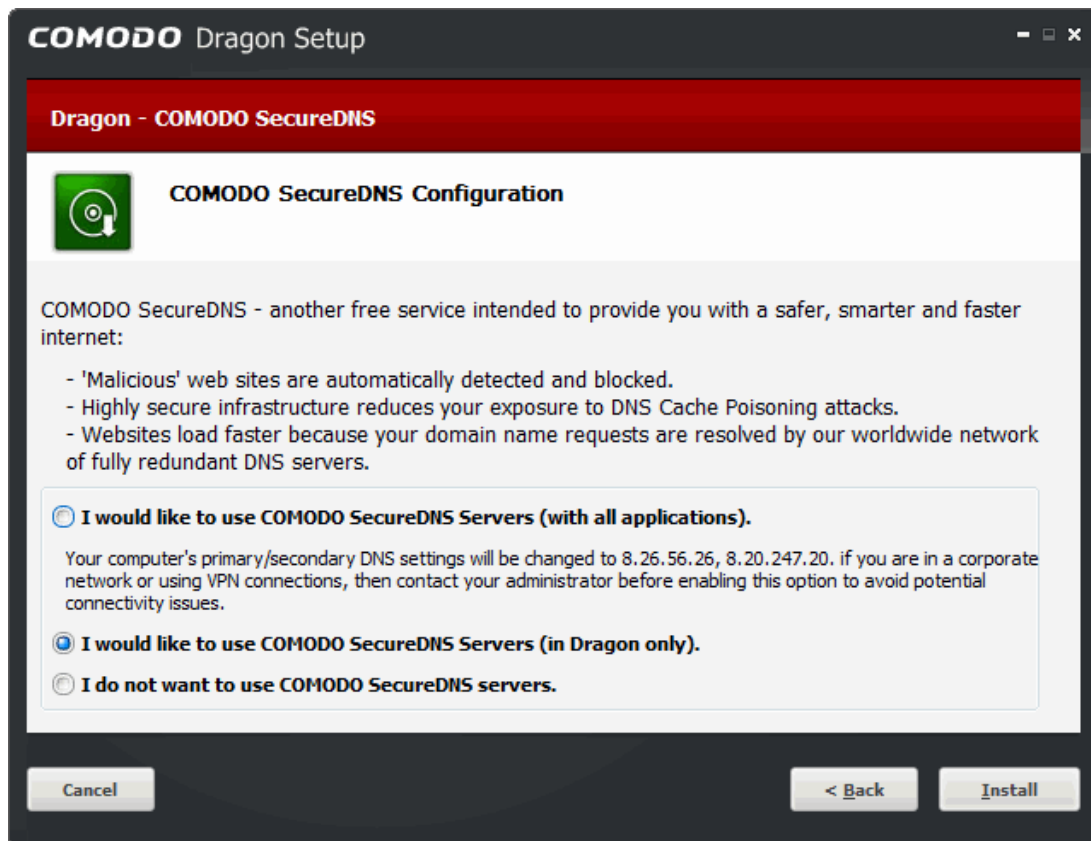 COMODO Dragon Setup
Dragon - COMODO SecureDNS
COMODO SecureDNS Configuration
COMODO SecureDNS - another free service intended to provide you with a safer, smarter and faster
internet:
- 'Malicious' web sites are automatically detected and blocked.
- Highly secure infrastructure reduces your exposure to DNS Cache Poisoning attacks.
- Websites load faster because your domain name requests are resolved by our worldwide network
of fully redundant DNS servers.
I would like to use COMODO SecureDNS Servers (with all applications).
Your computer's primary/secondary DNS settings will be changed to 8.26.56.26, 8.20.247.20. if you are in a corporate
network or using VPN connections, then contact your administrator before enabling this option to avoid potential
connectivity issues.
I would like to use COMODO SecureDNS Servers (in Dragon only).
I do not want to use COMODO SecureDNS servers.
Cancel
< Back
Install